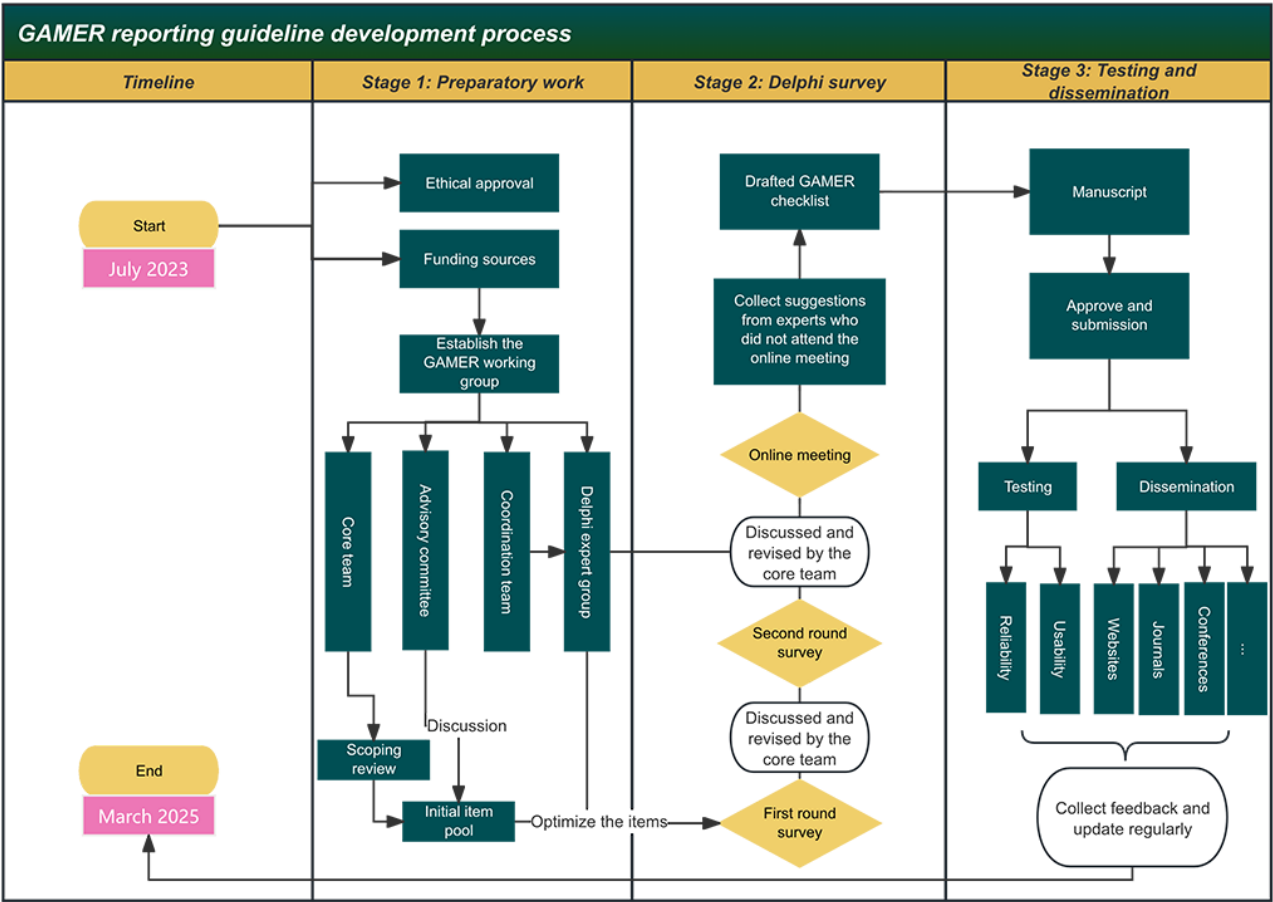 GAMER reporting guideline development process
Timeline
Stage 1: Preparatory work
Stage 2: Delphi survey
Stage 3: Testing and
dissemination
Start
July 2023
End
March 2025
Ethical approval
Funding sources
Establish the
GAMER working
group
Core team
Advisory committee
Coordination team
Delphi expert group
Discussion
Scoping
review
Initial item
pool
Optimize the items
Drafted GAMER
checklist
Collect suggestions
from experts who
did not attend the
online meeting
Online meeting
Discussed and
revised by the
core team
Second round
survey
Discussed and
revised by the
core team
First round
survey
Manuscript
Approve and
submission
Testing
Dissemination
Reliability
Usability
Websites
Journals
Conferences
...
Collect feedback and
update regularly